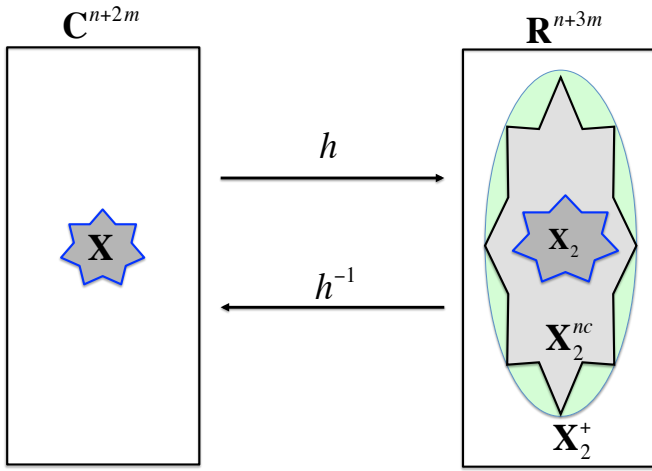 C^{n+2m}
R^{n+3m}
h
X
X_2
h^{-1}
X_2^{nc}
X_2^+